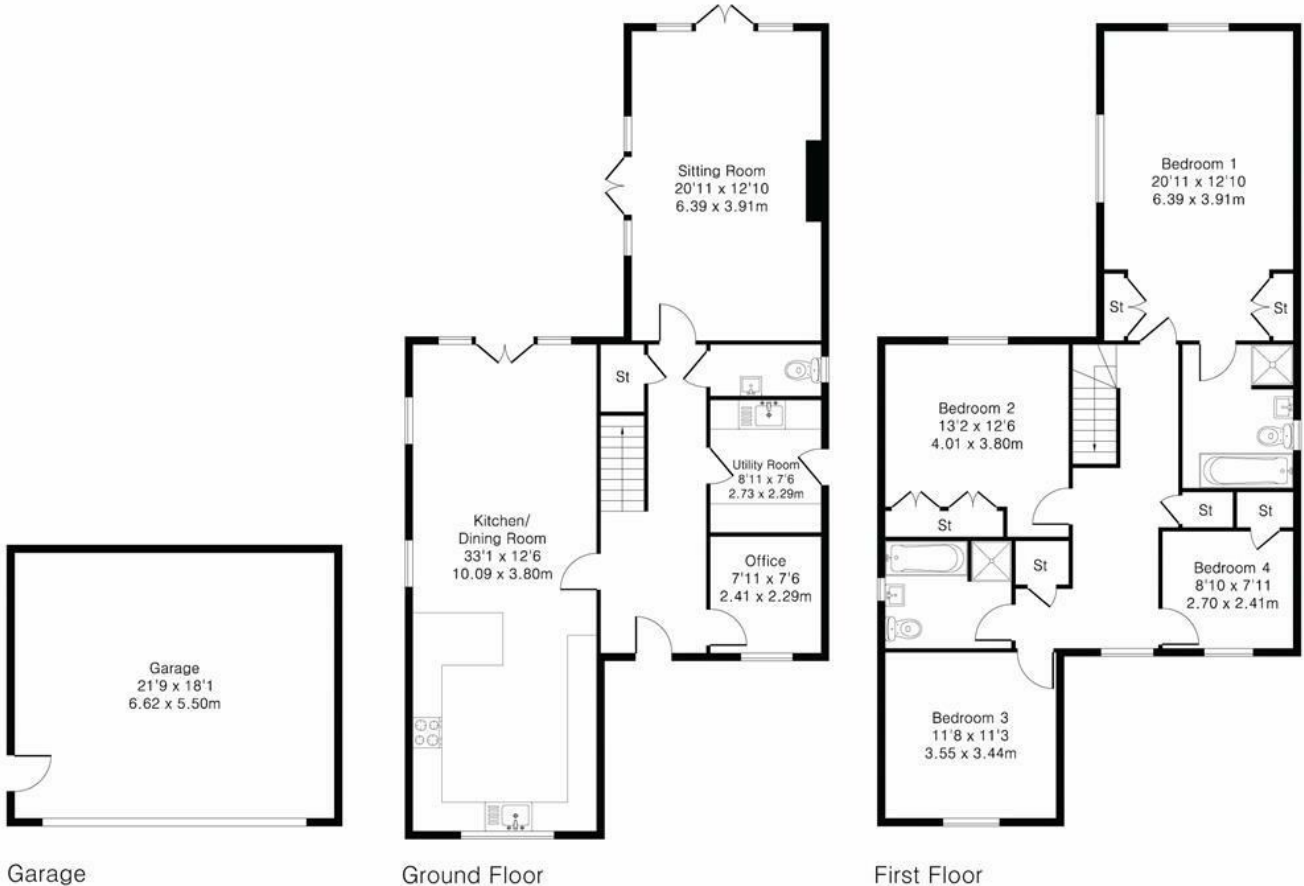 Sitting Room
20'11 x 12'10
6.39 x 3.91m
St
Utility Room
8'11 x 7'6
2.73 x 2.29m
Kitchen/
Dining Room
33'1 x 12'6
10.09 x 3.80m
Office
7'11 x 7'6
2.41 x 2.29m
Garage
21'9 x 18'1
6.62 x 5.50m
Bedroom 1
20'11 x 12'10
6.39 x 3.91m
St
St
Bedroom 2
13'2 x 12'6
4.01 x 3.80m
St
St
St
St
Bedroom 4
8'10 x 7'11
2.70 x 2.41m
Bedroom 3
11'8 x 11'3
3.55 x 3.44m
Garage
Ground Floor
First Floor